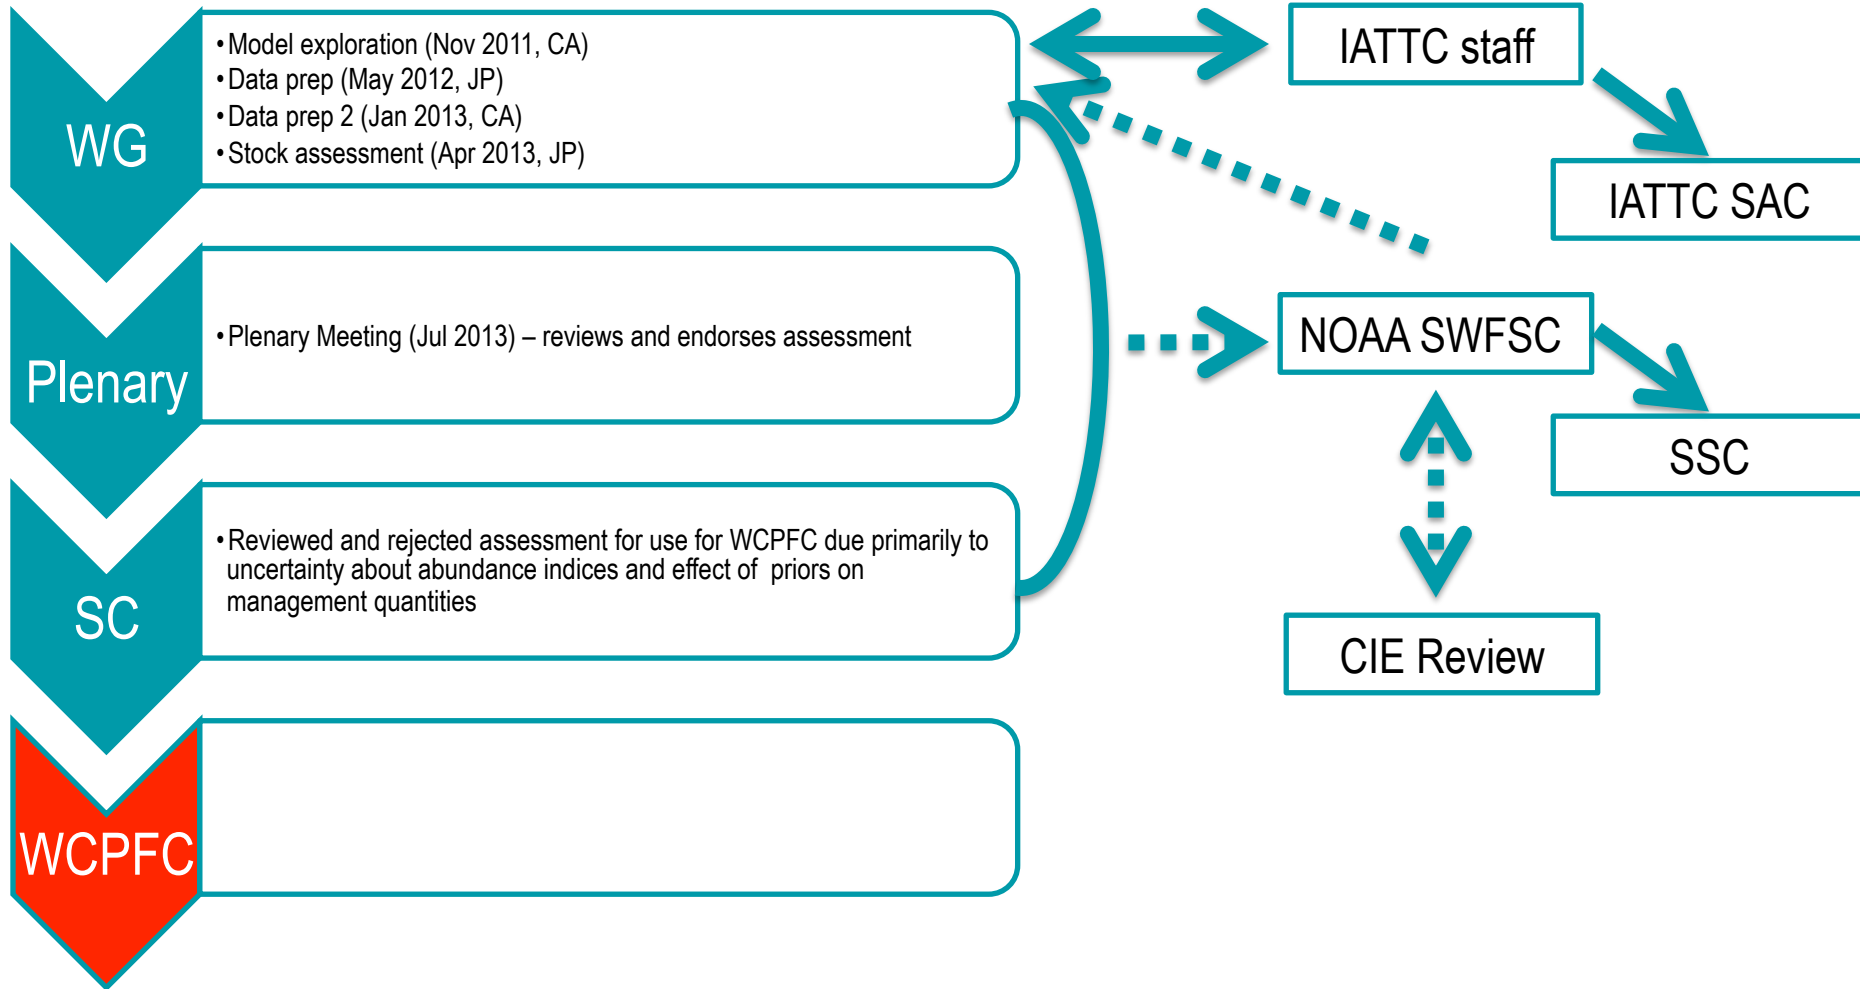 WG
•Model exploration (Nov 2011, CA)
•Data prep (May 2012, JP)
•Data prep 2 (Jan 2013, CA)
•Stock assessment (Apr 2013, JP)
IATTC staff
IATTC SAC
Plenary
•Plenary Meeting (Jul 2013) – reviews and endorses assessment
NOAA SWFSC
SSC
SC
•Reviewed and rejected assessment for use for WCPFC due primarily to
uncertainty about abundance indices and effect of priors on
management quantities
CIE Review
WCPFC